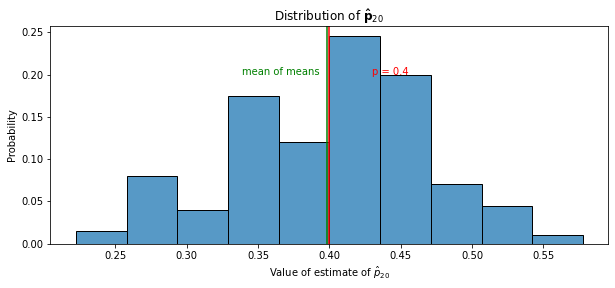 Distribution of p̂₂₀
0.25
0.20
0.15
0.10
0.05
0.00
Probability
mean of means
p = 0.4
0.25 0.30 0.35 0.40 0.45 0.50 0.55
Value of estimate of p̂₂₀